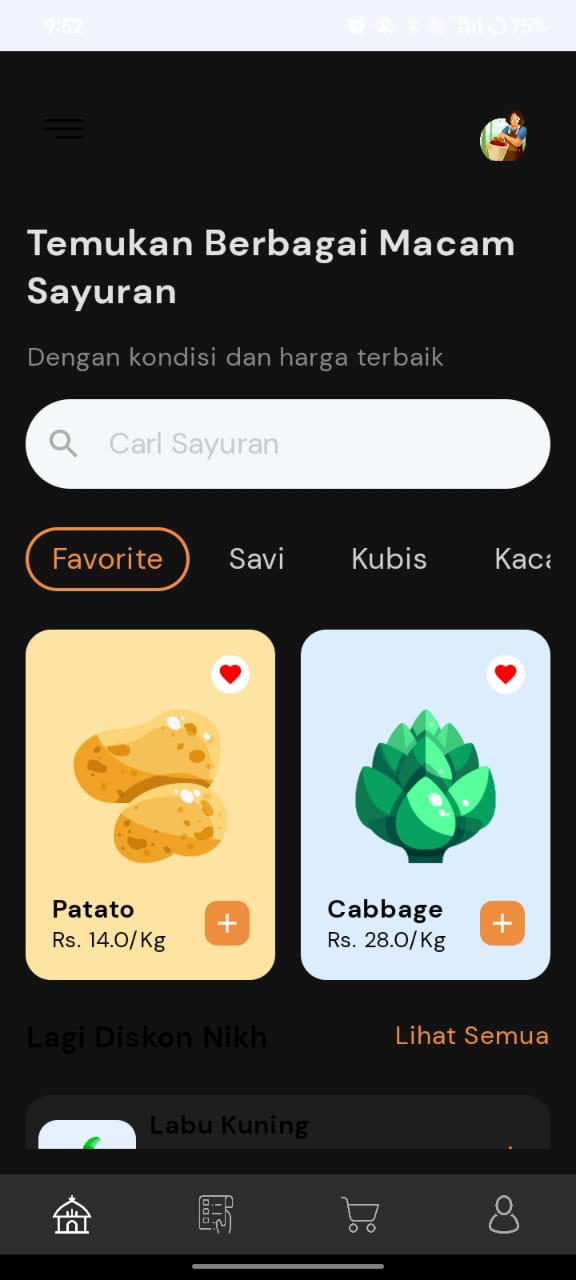 9:52
75%
Temukan Berbagai Macam
Sayuran
Dengan kondisi dan harga terbaik
Carl Sayuran
Favorite Savi Kubis Kaca
Patato Cabbage
Rs. 14.0/Kg Rs. 28.0/Kg
Lagi Diskon Nikh Lihat Semua
Labu Kuning